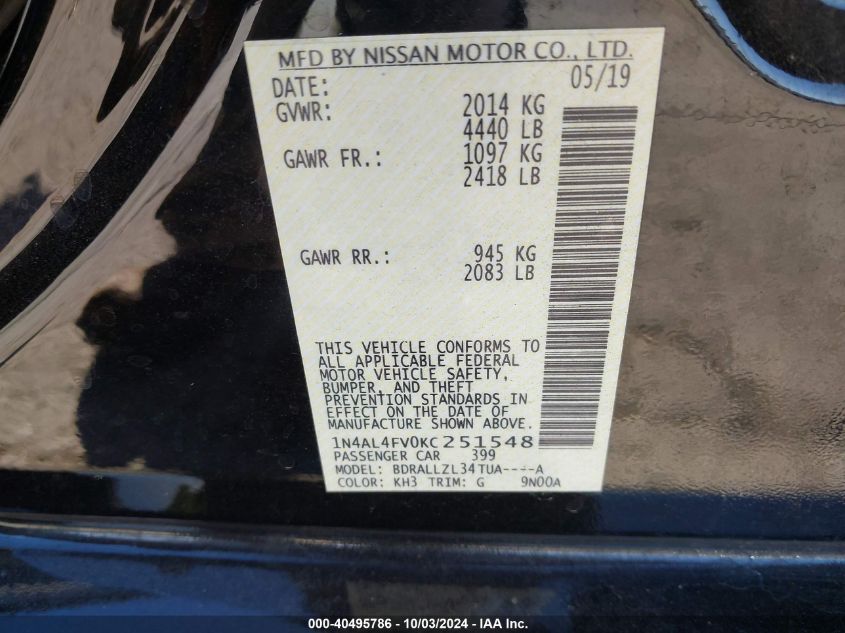 MFD BY NISSAN MOTOR CO., LTD.
DATE: 05/19
GVWR: 2014 KG
4440 LB
GAWR FR.: 1097 KG
2418 LB
GAWR RR.: 945 KG
2083 LB
THIS VEHICLE CONFORMS TO
ALL APPLICABLE FEDERAL
MOTOR VEHICLE SAFETY,
BUMPER, AND THEFT
PREVENTION STANDARDS IN
EFFECT ON THE DATE OF
MANUFACTURE SHOWN ABOVE.
1N4AL4FV0KC251548
PASSENGER CAR 399
MODEL: BDRALLZL34TUA----A
COLOR: KH3 TRIM: G 9N00A
000-40495786 - 10/03/2024 - IAA Inc.